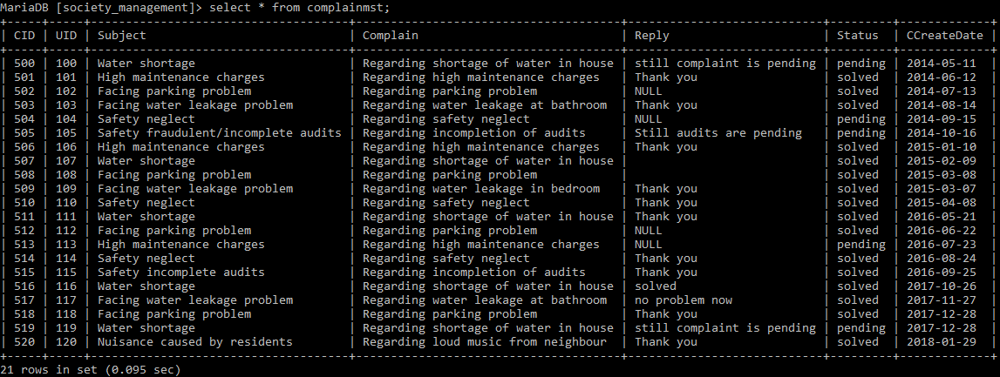 MariaDB [society_management]> select * from complainmst;
+-----+-----+------------------------------------+--------------------------------------+---------------------------+---------+-------------+
| CID | UID | Subject                            | Complain                             | Reply                     | Status  | CCreateDate |
+-----+-----+------------------------------------+--------------------------------------+---------------------------+---------+-------------+
| 500 | 100 | Water shortage                     | Regarding shortage of water in house | still complaint is pending | pending | 2014-05-11  |
| 501 | 101 | High maintenance charges           | Regarding high maintenance charges   | Thank you                 | solved  | 2014-06-12  |
| 502 | 102 | Facing parking problem             | Regarding parking problem            | NULL                      | solved  | 2014-07-13  |
| 503 | 103 | Facing water leakage problem       | Regarding water leakage at bathroom  | Thank you                 | solved  | 2014-08-14  |
| 504 | 104 | Safety neglect                     | Regarding safety neglect             | NULL                      | pending | 2014-09-15  |
| 505 | 105 | Safety fraudulent/incomplete audits | Regarding incompletion of audits     | Still audits are pending  | pending | 2014-10-16  |
| 506 | 106 | High maintenance charges           | Regarding high maintenance charges   | Thank you                 | solved  | 2015-01-10  |
| 507 | 107 | Water shortage                     | Regarding shortage of water in house |                           | solved  | 2015-02-09  |
| 508 | 108 | Facing parking problem             | Regarding parking problem            |                           | solved  | 2015-03-08  |
| 509 | 109 | Facing water leakage problem       | Regarding water leakage in bedroom   | Thank you                 | solved  | 2015-03-07  |
| 510 | 110 | Safety neglect                     | Regarding safety neglect             | Thank you                 | solved  | 2015-04-08  |
| 511 | 111 | Water shortage                     | Regarding shortage of water in house | Thank you                 | solved  | 2016-05-21  |
| 512 | 112 | Facing parking problem             | Regarding parking problem            | NULL                      | solved  | 2016-06-22  |
| 513 | 113 | High maintenance charges           | Regarding high maintenance charges   | NULL                      | pending | 2016-07-23  |
| 514 | 114 | Safety neglect                     | Regarding safety neglect             | Thank you                 | solved  | 2016-08-24  |
| 515 | 115 | Safety incomplete audits           | Regarding incompletion of audits     | Thank you                 | solved  | 2016-09-25  |
| 516 | 116 | Water shortage                     | Regarding shortage of water in house | solved                    | solved  | 2017-10-26  |
| 517 | 117 | Facing water leakage problem       | Regarding water leakage at bathroom  | no problem now            | solved  | 2017-11-27  |
| 518 | 118 | Facing parking problem             | Regarding parking problem            | Thank you                 | solved  | 2017-12-28  |
| 519 | 119 | Water shortage                     | Regarding shortage of water in house | still complaint is pending | pending | 2017-12-28  |
| 520 | 120 | Nuisance caused by residents       | Regarding loud music from neighbour  | Thank you                 | solved  | 2018-01-29  |
+-----+-----+------------------------------------+--------------------------------------+---------------------------+---------+-------------+
21 rows in set (0.095 sec)